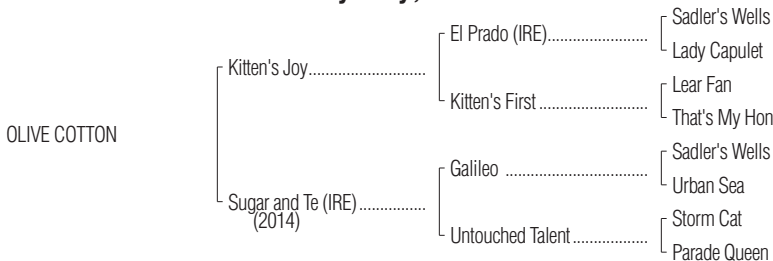 Sadler's Wells
El Prado (IRE)
Lady Capulet
Kitten's Joy
Lear Fan
Kitten's First
That's My Hon
OLIVE COTTON
Sadler's Wells
Galileo
Urban Sea
Sugar and Te (IRE)
(2014)
Storm Cat
Untouched Talent
Parade Queen